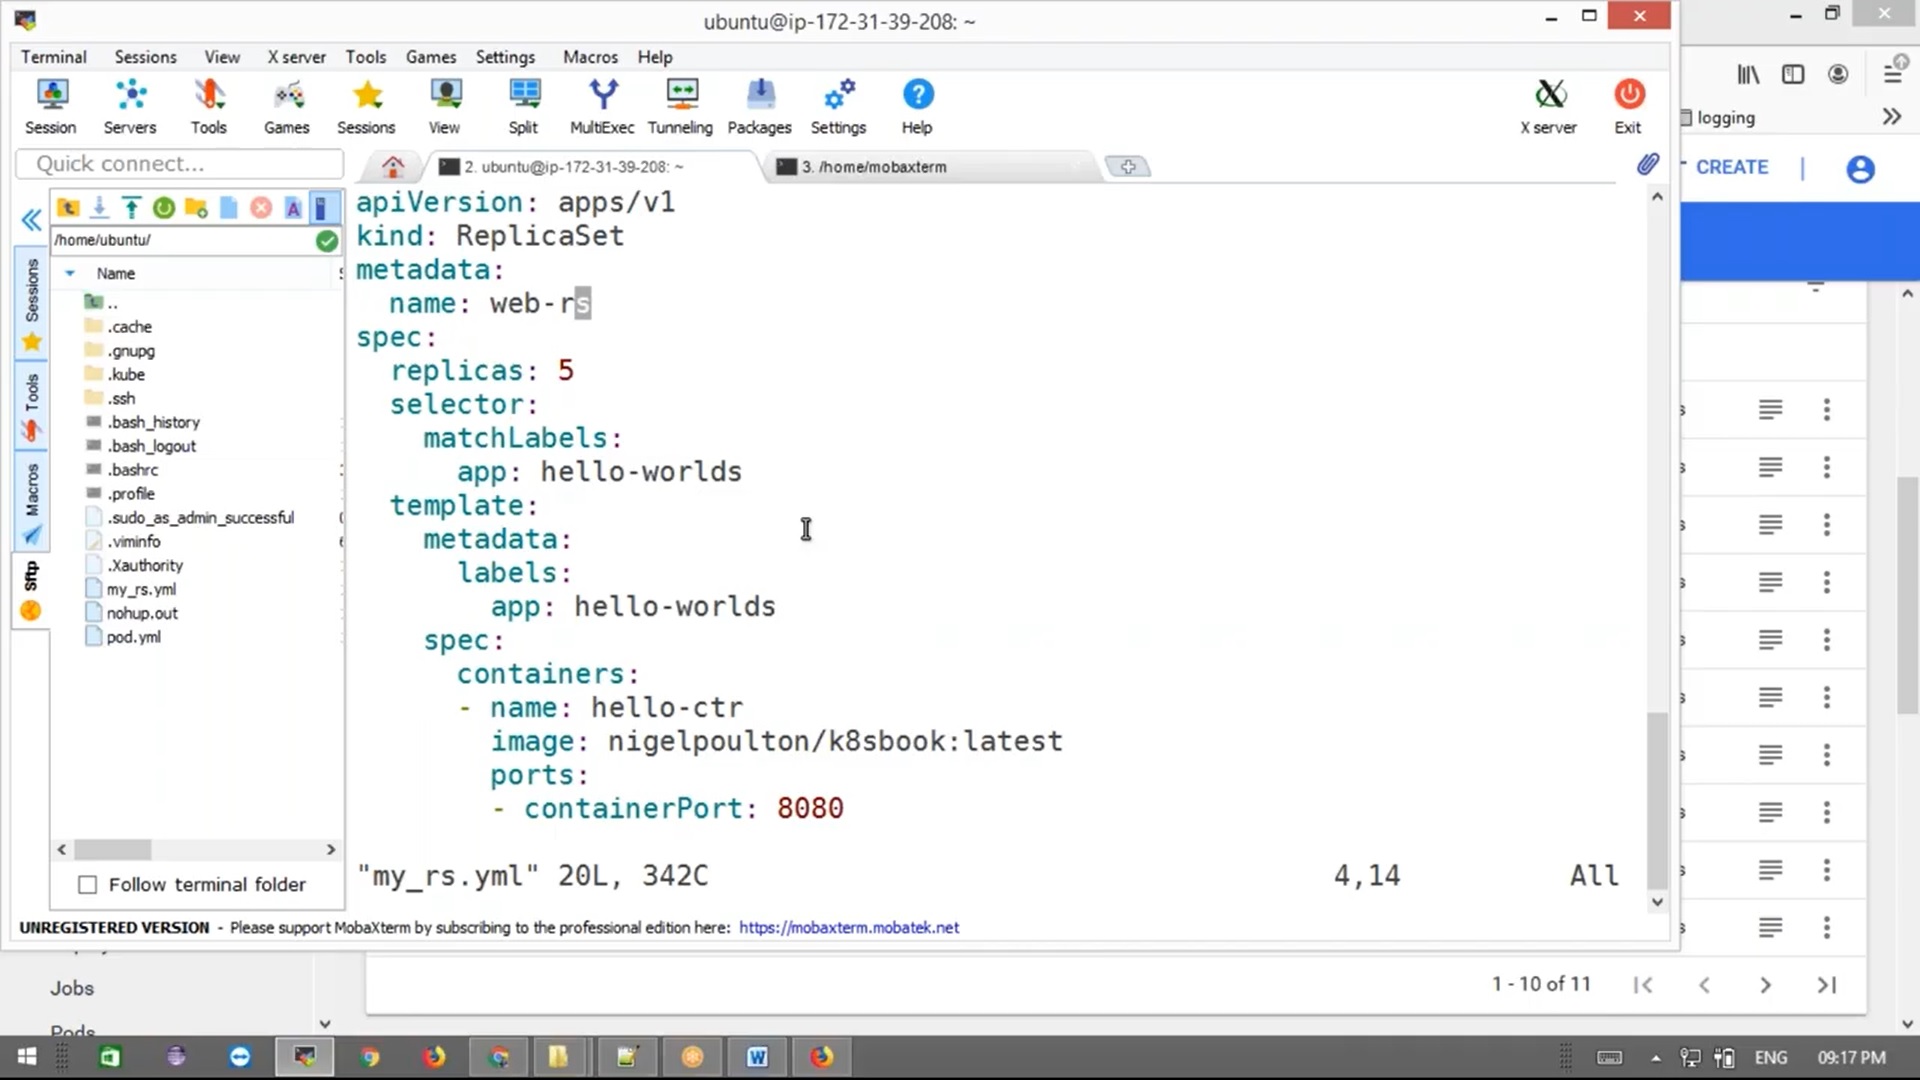 ubuntu@ip-172-31-39-208: ~
Terminal Sessions View X server Tools Games Settings Macros Help
Session Servers Tools Games Sessions View Split MultiExec Tunneling Packages Settings Help X server Exit
logging
CREATE
Quick connect...
2. ubuntu@ip-172-31-39-208: ~
3. /home/mobaxterm
/home/ubuntu/
Name
..
.cache
.gnupg
.kube
.ssh
.bash_history
.bash_logout
.bashrc
.profile
.sudo_as_admin_successful
.viminfo
.Xauthority
my_rs.yml
nohup.out
pod.yml
Sessions
Tools
Macros
Sftp
apiVersion: apps/v1
kind: ReplicaSet
metadata:
  name: web-rs
spec:
  replicas: 5
  selector:
    matchLabels:
      app: hello-worlds
  template:
    metadata:
      labels:
        app: hello-worlds
    spec:
      containers:
      - name: hello-ctr
        image: nigelpoulton/k8sbook:latest
        ports:
        - containerPort: 8080
"my_rs.yml" 20L, 342C 4,14 All
Follow terminal folder
UNREGISTERED VERSION - Please support MobaXterm by subscribing to the professional edition here: https://mobaxterm.mobatek.net
Jobs
Pods
1 - 10 of 11
ENG 09:17 PM